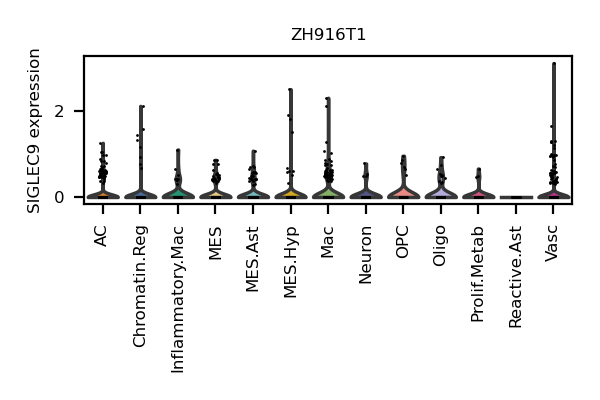 ZH916T1
SIGLEC9 expression
2
0
AC
Chromatin.Reg
Inflammatory.Mac
MES
MES.Ast
MES.Hyp
Mac
Neuron
OPC
Oligo
Prolif.Metab
Reactive.Ast
Vasc